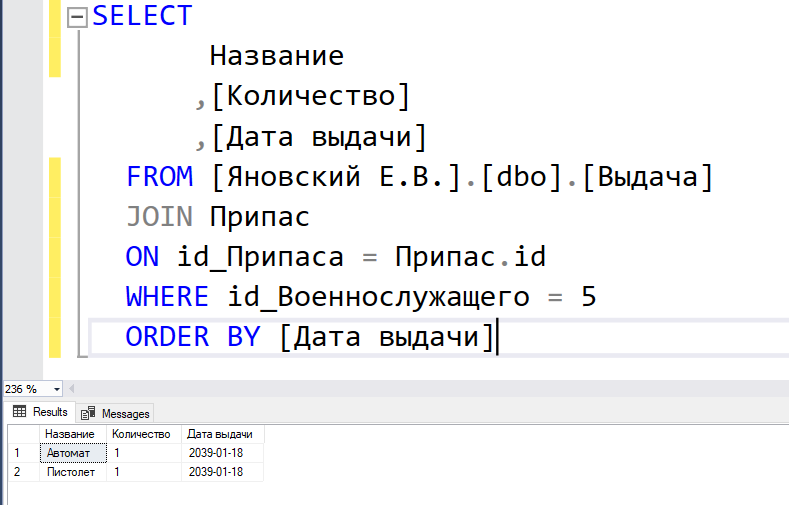 SELECT
Название
,[Количество]
,[Дата выдачи]
FROM [Яновский Е.В.].[dbo].[Выдача]
JOIN Припас
ON id_Припаса = Припас.id
WHERE id_Военнослужащего = 5
ORDER BY [Дата выдачи]
236 %
Results Messages
Название Количество Дата выдачи
1 Автомат 1 2039-01-18
2 Пистолет 1 2039-01-18